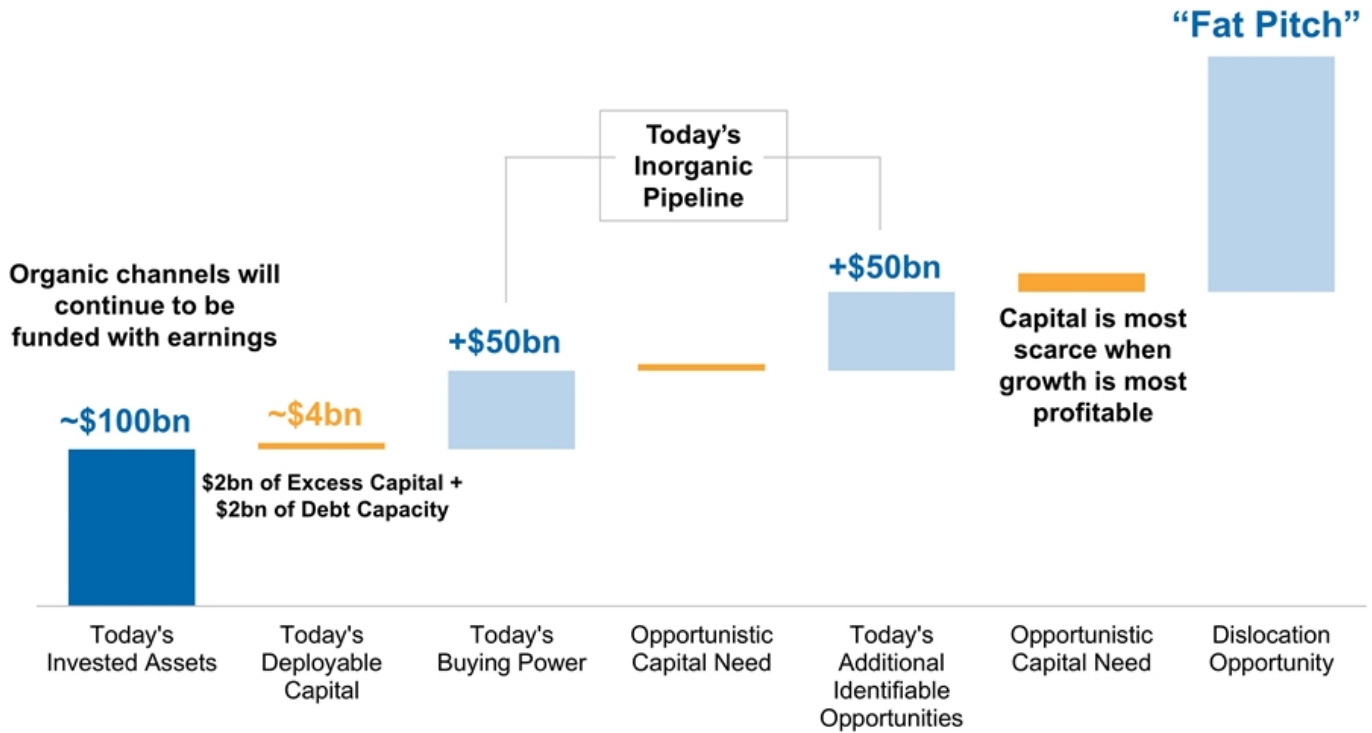 “Fat Pitch”
Today’s
Inorganic
Pipeline
Organic channels will
continue to be
funded with earnings
+$50bn
+$50bn
Capital is most
scarce when
growth is most
profitable
~$100bn
~$4bn
$2bn of Excess Capital +
$2bn of Debt Capacity
Today's
Invested Assets
Today's
Deployable
Capital
Today's
Buying Power
Opportunistic
Capital Need
Today's
Additional
Identifiable
Opportunities
Opportunistic
Capital Need
Dislocation
Opportunity